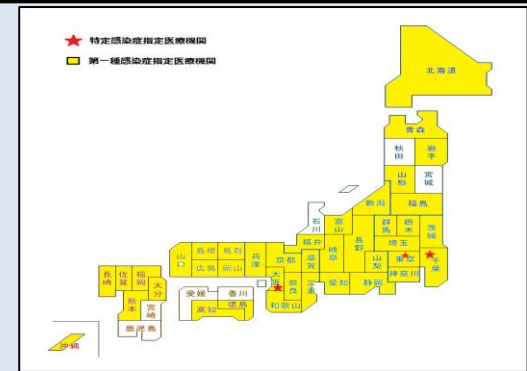 特定感染症指定医療機関
第一種感染症指定医療機関
北海道
青森
秋田
岩手
山形
宮城
新潟
福島
石川
富山
群馬
栃木
茨城
福井
岐阜
長野
埼玉
山梨
東京
千葉
神奈川
山口
島根
鳥取
兵庫
京都
滋賀
広島
岡山
大阪
奈良
三重
愛知
静岡
和歌山
長崎
佐賀
福岡
大分
熊本
宮崎
鹿児島
愛媛
香川
高知
徳島
沖縄